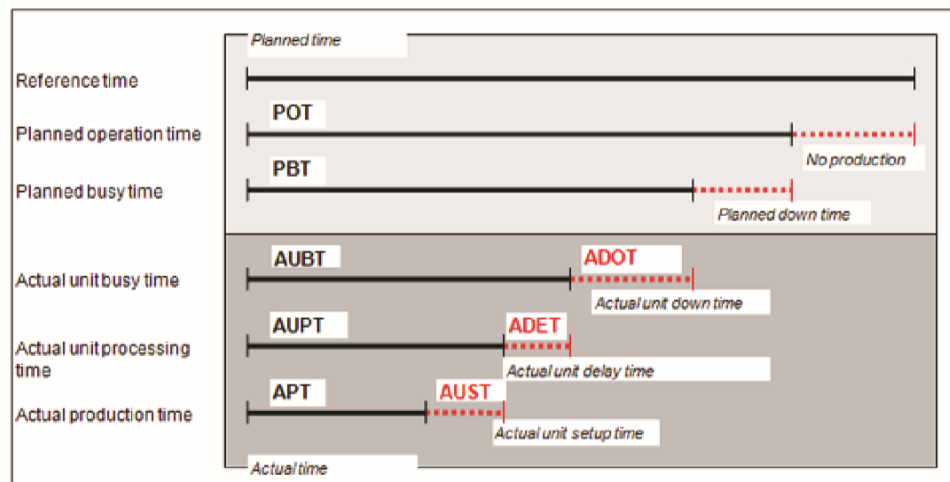 Planned time
Reference time
POT
Planned operation time
No production
PBT
Planned busy time
Planned down time
AUBT ADOT
Actual unit busy time
Actual unit down time
AUPT ADET
Actual unit processing
time
Actual unit delay time
APT AUST
Actual production time
Actual unit setup time
Actual time